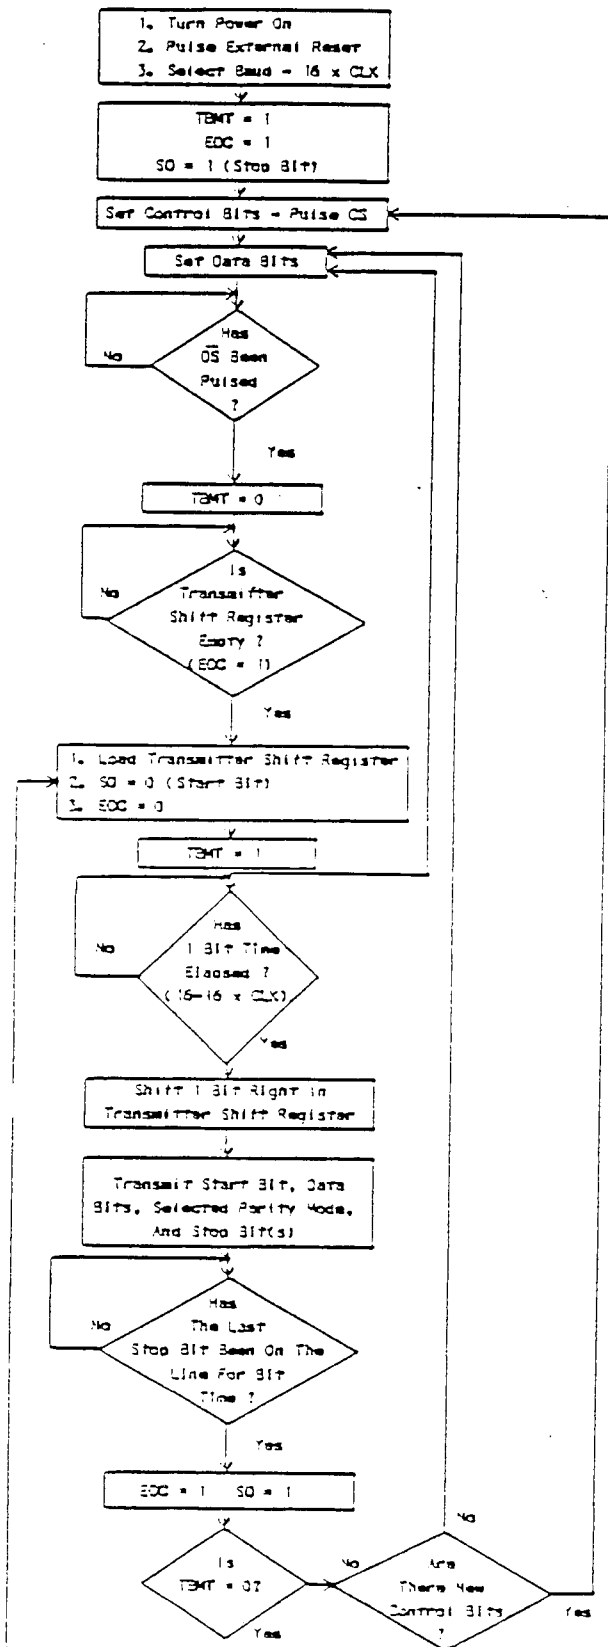 1. Turn Power On
2. Pulse External Reset
3. Select Baud - 16 x CLK
TBMT = 1
EOC = 1
SO = 1 (Stop Bit)
Set Control Bits - Pulse CS
Set Data Bits
Has
DS Been
Pulsed
?
No
Yes
TBMT = 0
Is
Transmitter
Shift Register
Empty ?
(EOC = 1)
No
Yes
1. Load Transmitter Shift Register
2. SO = 0 (Start Bit)
3. EOC = 0
TBMT = 1
Has
1 Bit Time
Elapsed ?
(16-16 x CLK)
No
Yes
Shift 1 Bit Right in
Transmitter Shift Register
Transmit Start Bit, Data
Bits, Selected Parity Mode,
And Stop Bit(s)
Has
The Last
Stop Bit Been On The
Line For Bit
Time ?
No
Yes
EOC = 1 SO = 1
Is
TBMT = 0?
No
Yes
Are
There New
Control Bits
?
No
Yes